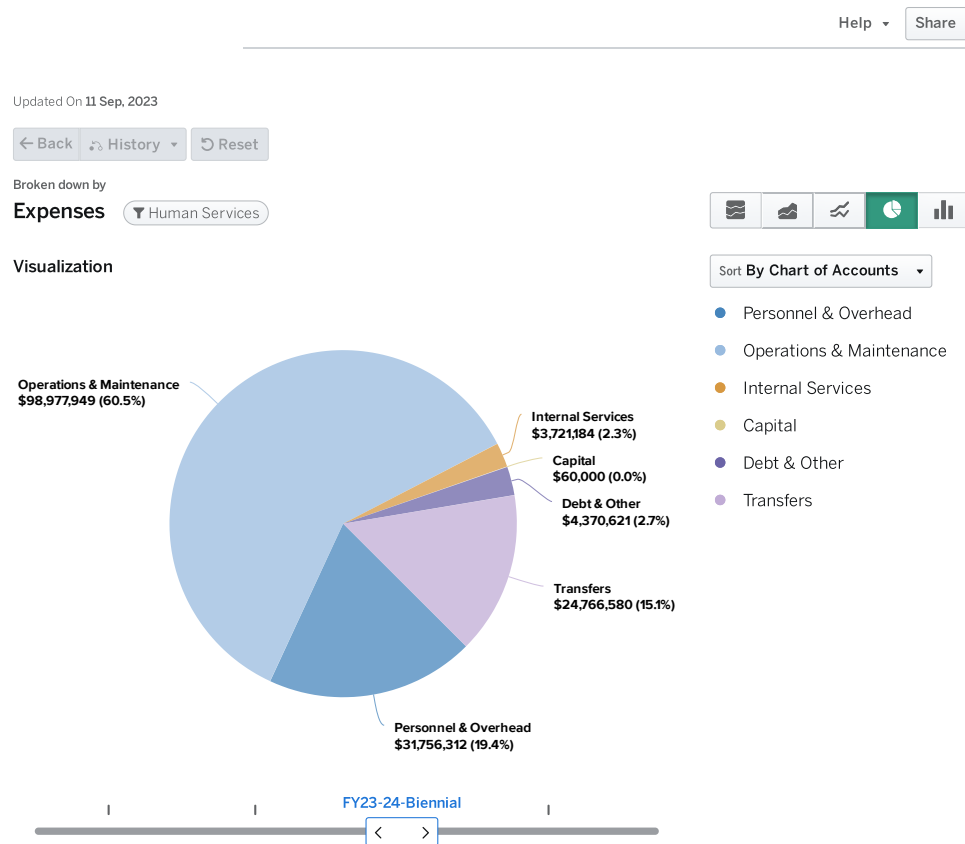 Help
Share
Updated On 11 Sep, 2023
Back
History
Reset
Broken down by
Expenses
Human Services
Visualization
Sort By Chart of Accounts
Personnel & Overhead
Operations & Maintenance
Internal Services
Capital
Debt & Other
Transfers
Operations & Maintenance
$98,977,949 (60.5%)
Internal Services
$3,721,184 (2.3%)
Capital
$60,000 (0.0%)
Debt & Other
$4,370,621 (2.7%)
Transfers
$24,766,580 (15.1%)
Personnel & Overhead
$31,756,312 (19.4%)
FY23-24-Biennial